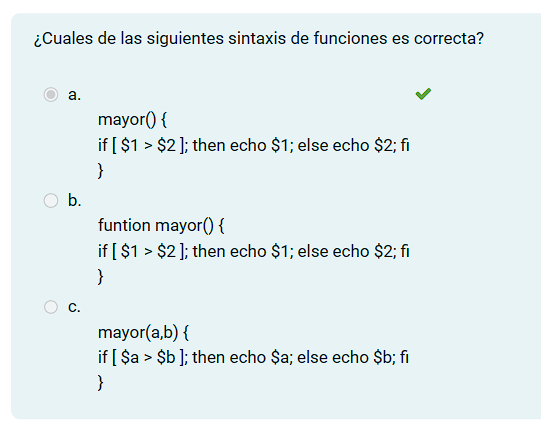 ¿Cuales de las siguientes sintaxis de funciones es correcta?
a.
mayor() {
if [ $1 > $2 ]; then echo $1; else echo $2; fi
}
b.
funtion mayor() {
if [ $1 > $2 ]; then echo $1; else echo $2; fi
}
c.
mayor(a,b) {
if [ $a > $b ]; then echo $a; else echo $b; fi
}